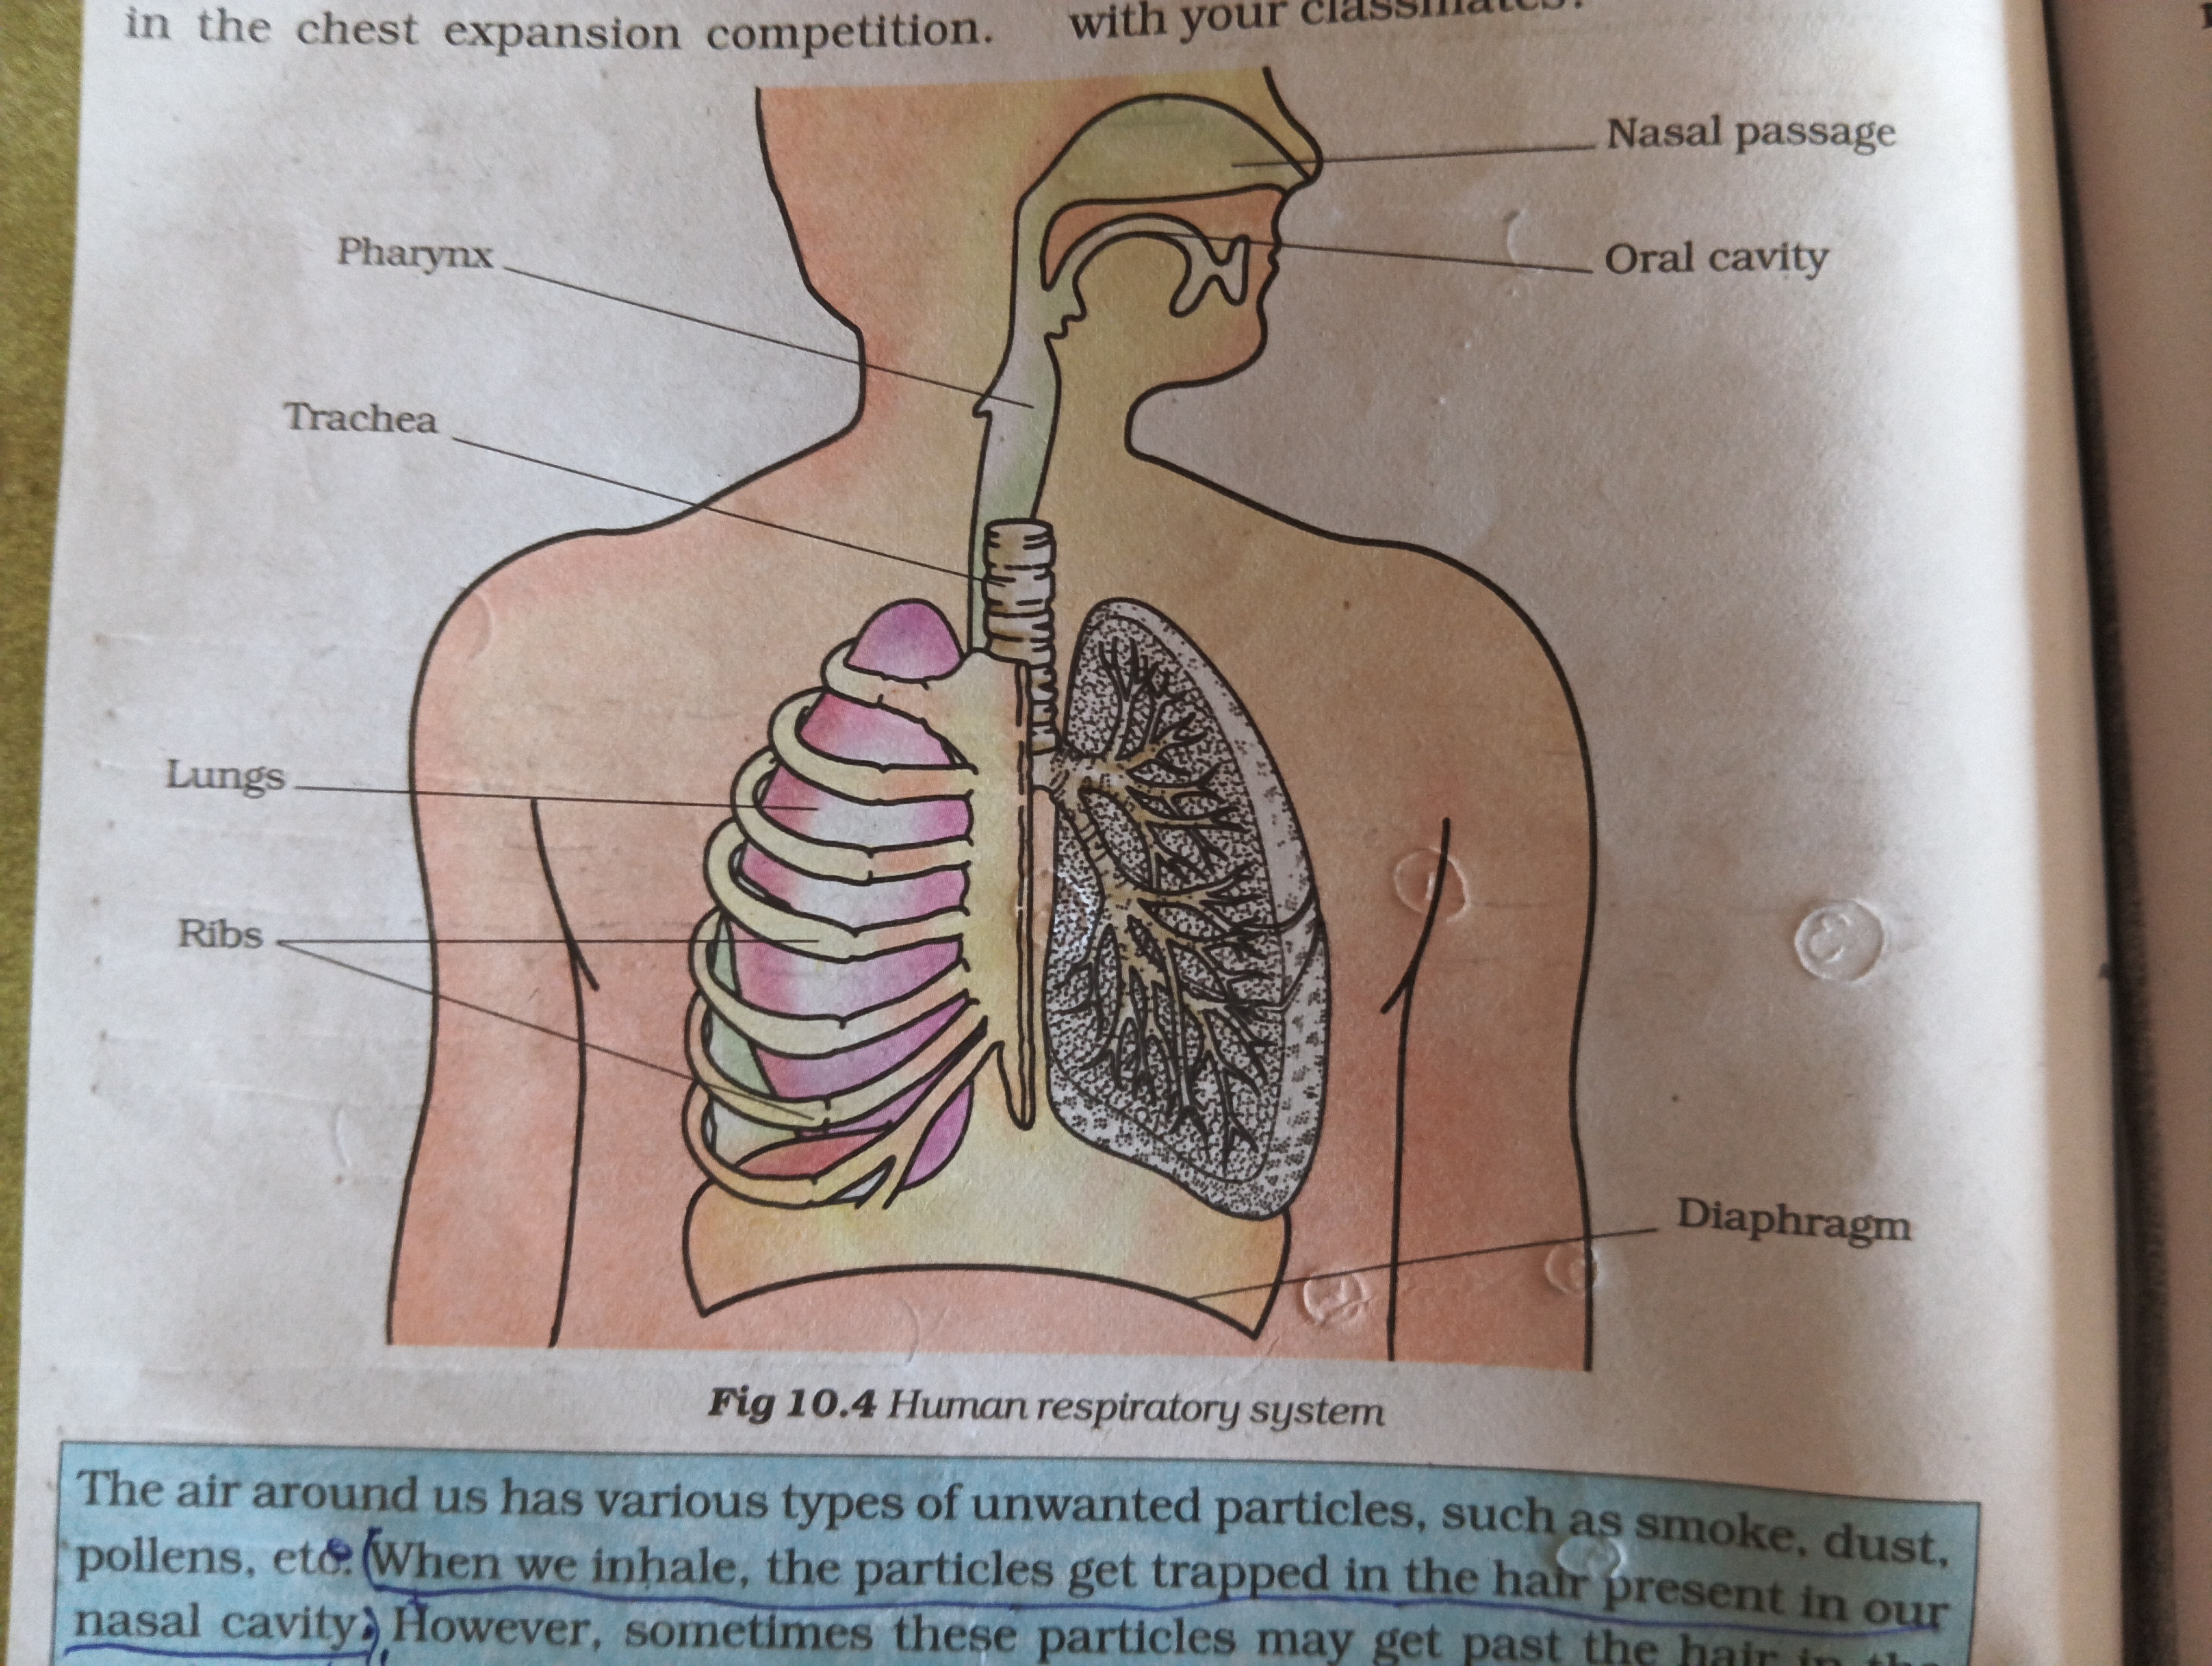 in the chest expansion competition.
with your classmates.
Nasal passage
Oral cavity
Pharynx
Trachea
Lungs
Ribs
Diaphragm
Fig 10.4 Human respiratory system
The air around us has various types of unwanted particles, such as smoke, dust,
pollens, etc. (When we inhale, the particles get trapped in the hair present in our
nasal cavity.) However, sometimes these particles may get past the hair in the